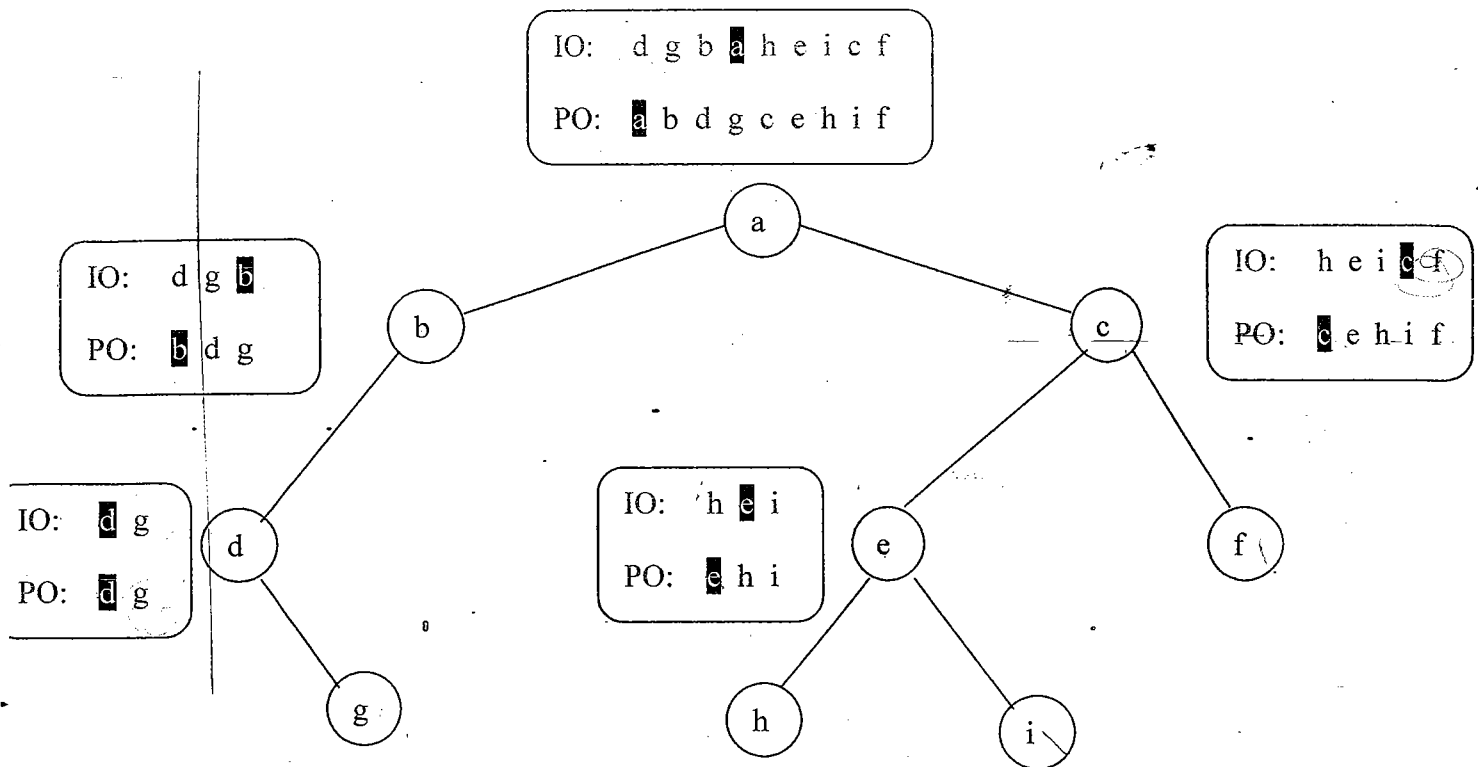 IO: d g b a h e i c f
PO: a b d g c e h i f
a
IO: d g b
PO: b d g
b
c
IO: h e i c f
PO: c e h i f
IO: d g
PO: d g
d
IO: h e i
PO: e h i
e
f
g
h
i